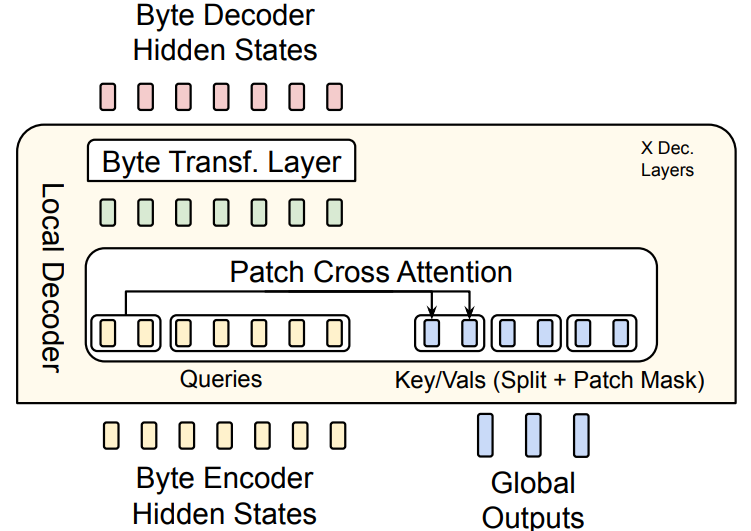 Byte Decoder
Hidden States
X Dec.
Layers
Byte Transf. Layer
Local Decoder
Patch Cross Attention
Queries
Key/Vals (Split + Patch Mask)
Byte Encoder
Hidden States
Global
Outputs